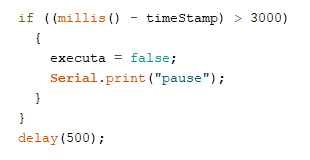 if ((millis() - timeStamp) > 3000)
{
executa = false;
Serial.print("pause");
}
}
delay(500);